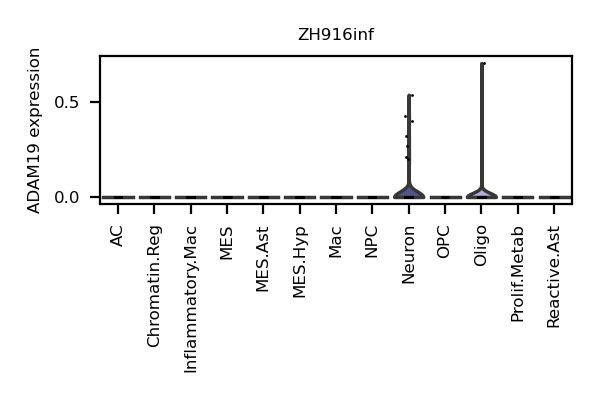 ZH916inf
ADAM19 expression
0.5
0.0
AC
Chromatin.Reg
Inflammatory.Mac
MES
MES.Ast
MES.Hyp
Mac
NPC
Neuron
OPC
Oligo
Prolif.Metab
Reactive.Ast